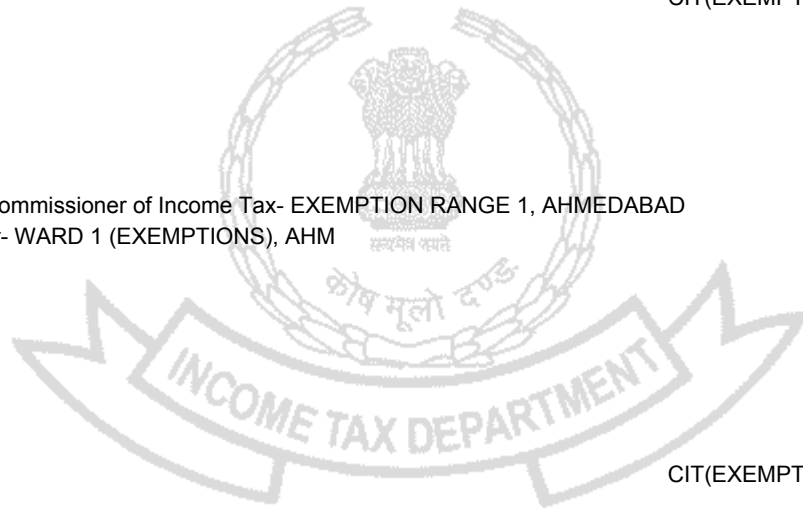 CIT(EXEMPT
ommissioner of Income Tax- EXEMPTION RANGE 1, AHMEDABAD
- WARD 1 (EXEMPTIONS), AHM
सत्यमेव जयते
कोष मूलो दण्डः
INCOME TAX DEPARTMENT
CIT(EXEMPT